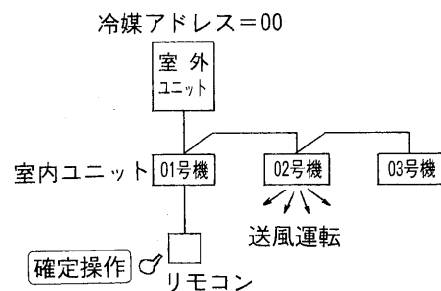 冷媒アドレス＝00
室外
ユニット
室内ユニット
01号機
02号機
03号機
送風運転
確定操作
リモコン